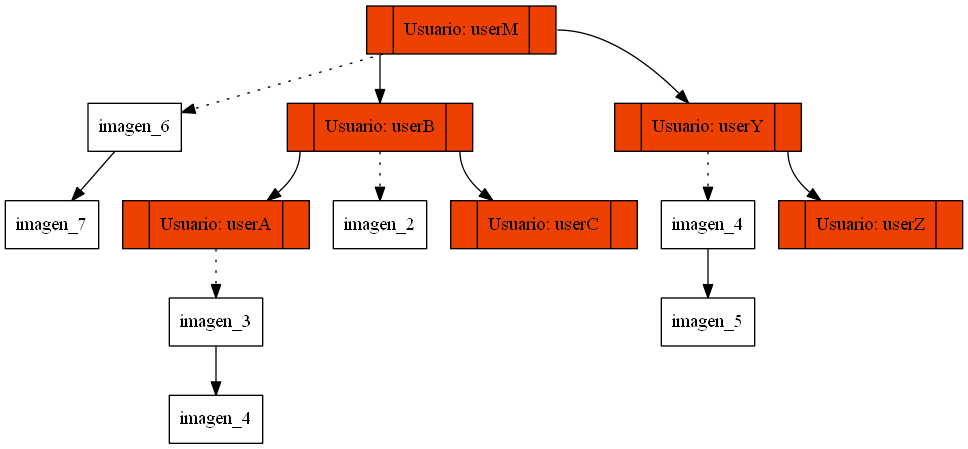 Usuario: userM
imagen_6
Usuario: userB
Usuario: userY
imagen_7
Usuario: userA
imagen_2
Usuario: userC
imagen_4
Usuario: userZ
imagen_3
imagen_5
imagen_4